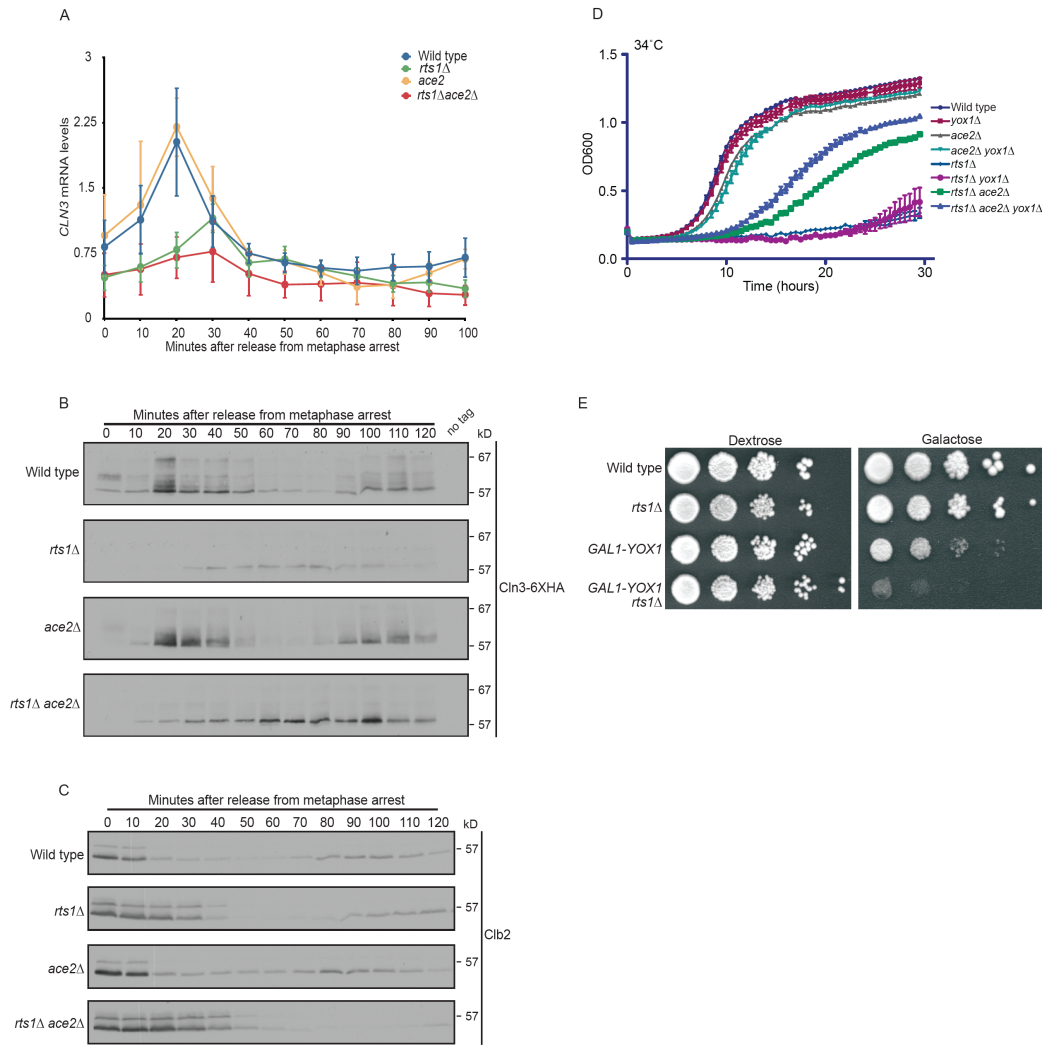 A
3
2.25
1.5
0.75
0
CLN3 mRNA levels
Wild type
rts1Δ
ace2
rts1Δace2Δ
0 10 20 30 40 50 60 70 80 90 100
Minutes after release from metaphase arrest
B
Minutes after release from metaphase arrest
0 10 20 30 40 50 60 70 80 90 100 110 120 no tag kD
Wild type
67
57
rts1Δ
67
57
ace2Δ
67
57
rts1Δ ace2Δ
67
57
Cln3-6XHA
C
Minutes after release from metaphase arrest
0 10 20 30 40 50 60 70 80 90 100 110 120 kD
Wild type
57
rts1Δ
57
ace2Δ
57
rts1Δ ace2Δ
57
Clb2
D
34˚C
1.5
1.0
0.5
0.0
OD600
0 10 20 30
Time (hours)
Wild type
yox1Δ
ace2Δ
ace2Δ yox1Δ
rts1Δ
rts1Δ yox1Δ
rts1Δ ace2Δ
rts1Δ ace2Δ yox1Δ
E
Dextrose Galactose
Wild type
rts1Δ
GAL1-YOX1
GAL1-YOX1
rts1Δ